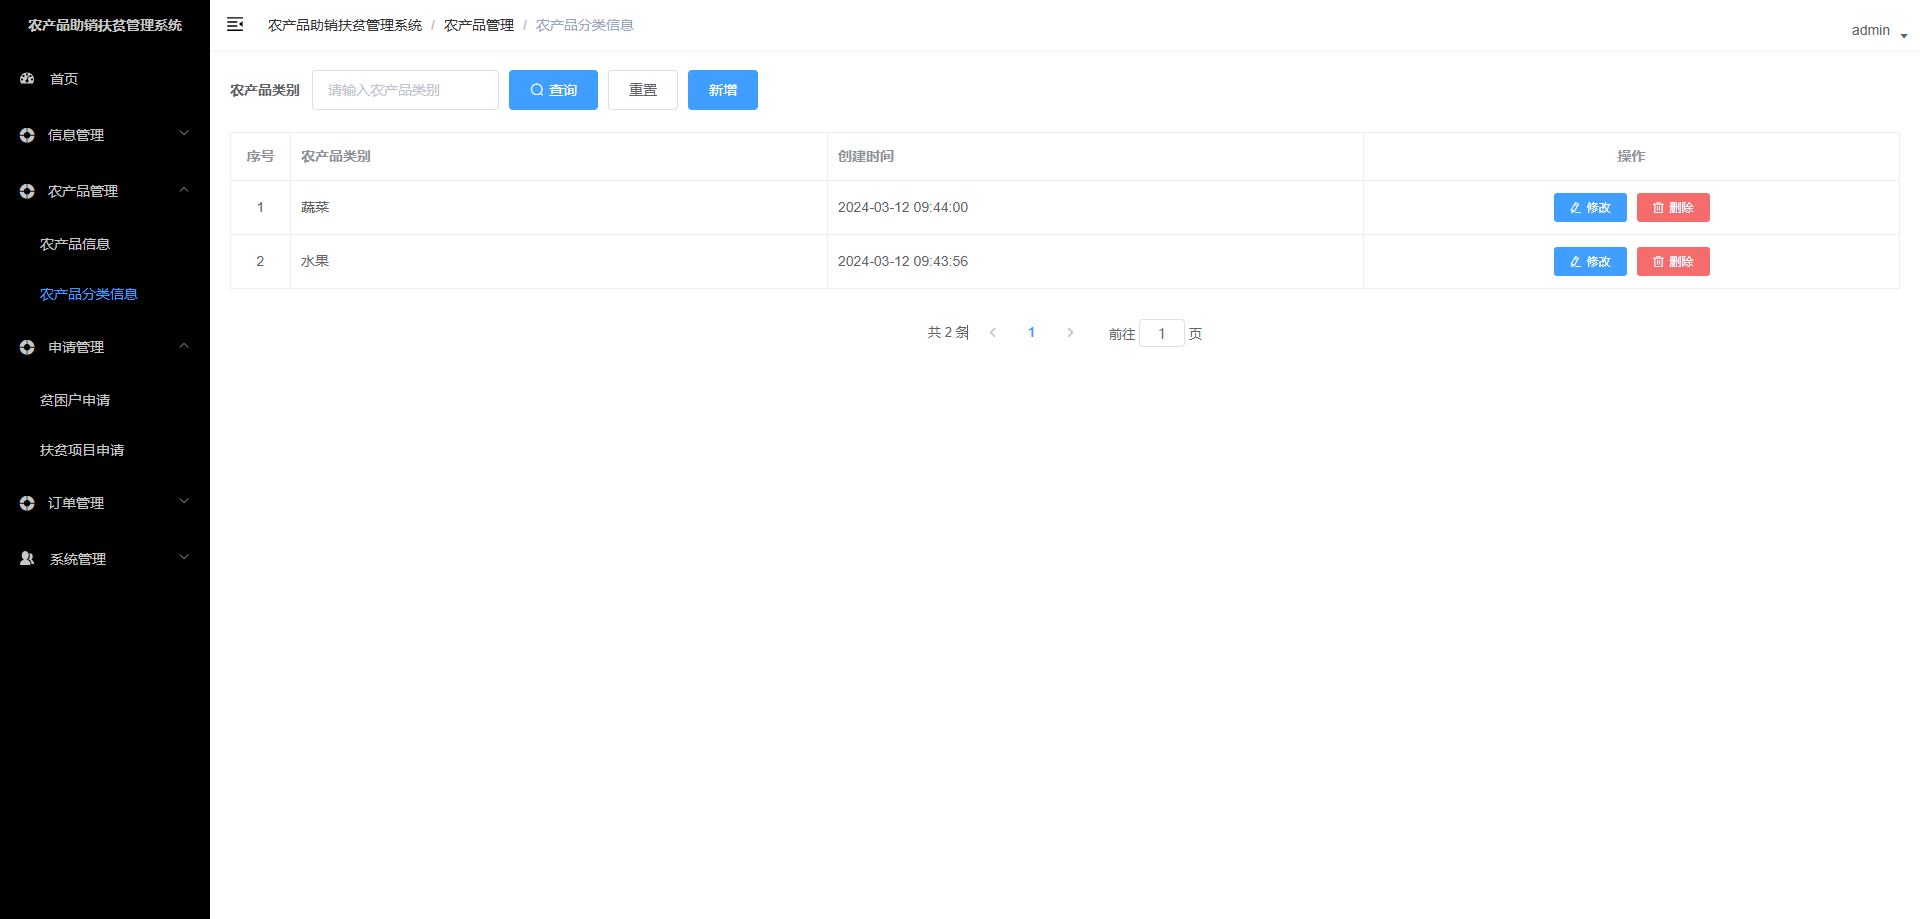 农产品助销扶贫管理系统
首页
信息管理
农产品管理
农产品信息
农产品分类信息
申请管理
贫困户申请
扶贫项目申请
订单管理
系统管理
农产品助销扶贫管理系统 / 农产品管理 / 农产品分类信息
admin
农产品类别 请输入农产品类别 查询 重置 新增
序号 农产品类别 创建时间 操作
1 蔬菜 2024-03-12 09:44:00 修改 删除
2 水果 2024-03-12 09:43:56 修改 删除
共 2 条 1 前往 1 页